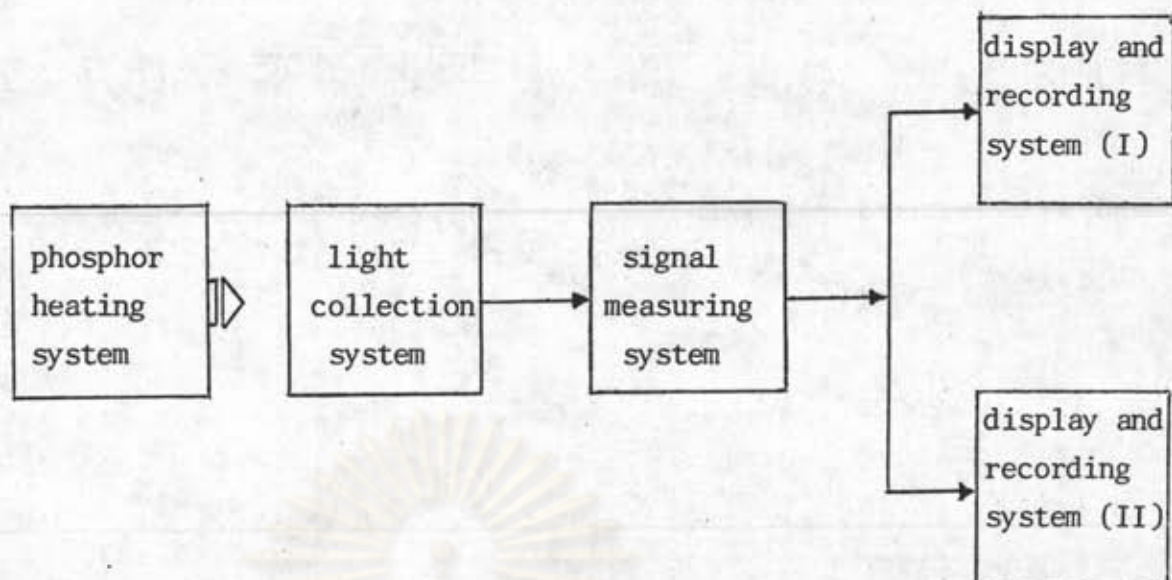 phosphor
heating
system
light
collection
system
signal
measuring
system
display and
recording
system (I)
display and
recording
system (II)